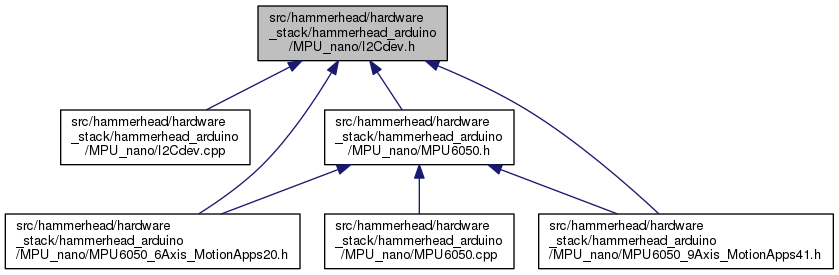 src/hammerhead/hardware
_stack/hammerhead_arduino
/MPU_nano/I2Cdev.h
src/hammerhead/hardware
_stack/hammerhead_arduino
/MPU_nano/I2Cdev.cpp
src/hammerhead/hardware
_stack/hammerhead_arduino
/MPU_nano/MPU6050.h
src/hammerhead/hardware
_stack/hammerhead_arduino
/MPU_nano/MPU6050_6Axis_MotionApps20.h
src/hammerhead/hardware
_stack/hammerhead_arduino
/MPU_nano/MPU6050.cpp
src/hammerhead/hardware
_stack/hammerhead_arduino
/MPU_nano/MPU6050_9Axis_MotionApps41.h